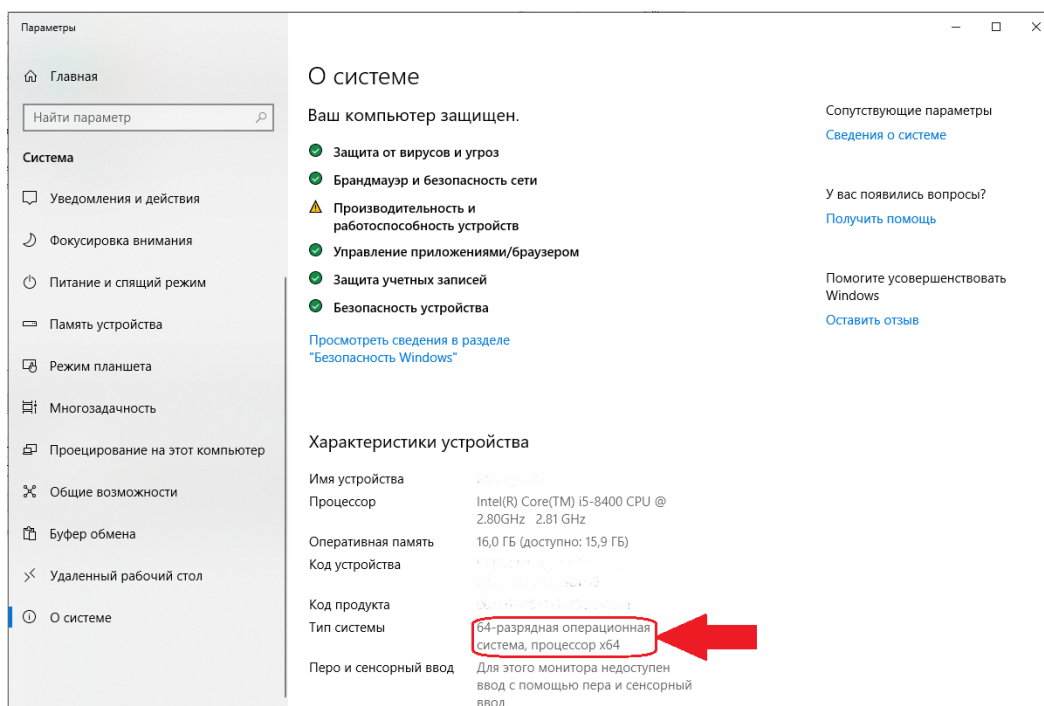 Параметры
Главная
Найти параметр
Система
Уведомления и действия
Фокусировка внимания
Питание и спящий режим
Память устройства
Режим планшета
Многозадачность
Проецирование на этот компьютер
Общие возможности
Буфер обмена
Удаленный рабочий стол
О системе
О системе
Ваш компьютер защищен.
Защита от вирусов и угроз
Брандмауэр и безопасность сети
Производительность и
работоспособность устройств
Управление приложениями/браузером
Защита учетных записей
Безопасность устройства
Просмотреть сведения в разделе
"Безопасность Windows"
Характеристики устройства
Имя устройства
Процессор Intel(R) Core(TM) i5-8400 CPU @
2.80GHz 2.81 GHz
Оперативная память 16,0 ГБ (доступно: 15,9 ГБ)
Код устройства
Код продукта
Тип системы 64-разрядная операционная
система, процессор x64
Перо и сенсорный ввод Для этого монитора недоступен
ввод с помощью пера и сенсорный
ввод
Сопутствующие параметры
Сведения о системе
У вас появились вопросы?
Получить помощь
Помогите усовершенствовать
Windows
Оставить отзыв